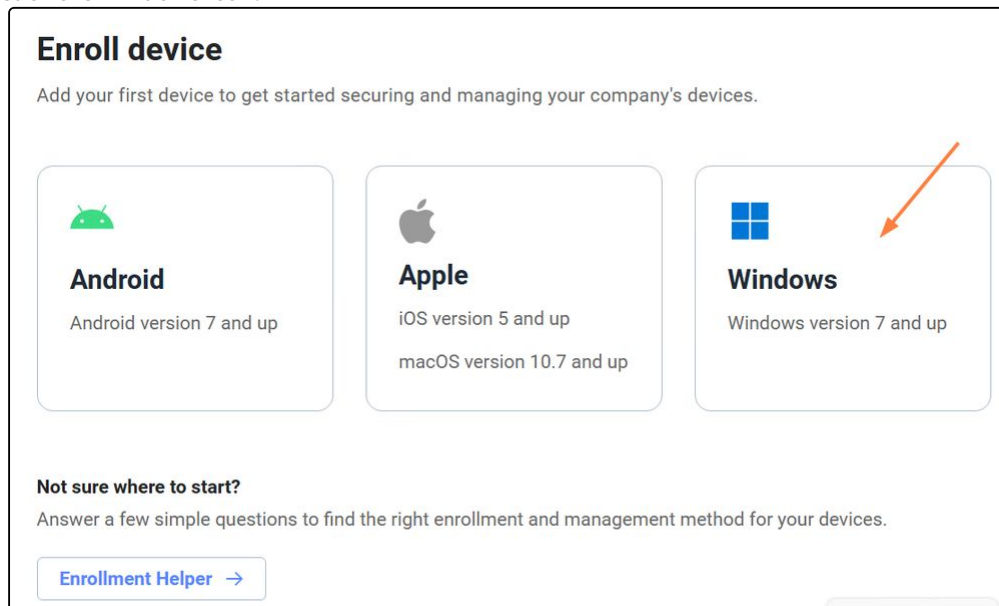 Enroll device
Add your first device to get started securing and managing your company's devices.
Android
Android version 7 and up
Apple
iOS version 5 and up
macOS version 10.7 and up
Windows
Windows version 7 and up
Not sure where to start?
Answer a few simple questions to find the right enrollment and management method for your devices.
Enrollment Helper →